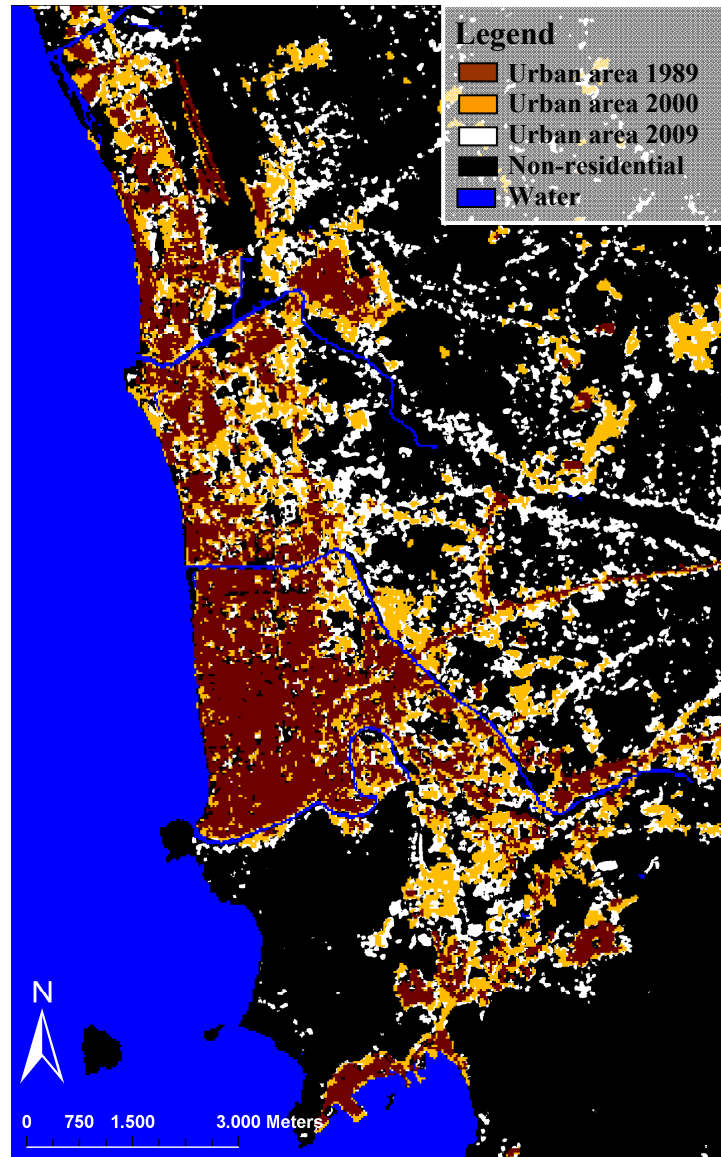 Legend
Urban area 1989
Urban area 2000
Urban area 2009
Non-residential
Water
N
0 750 1.500 3.000 Meters